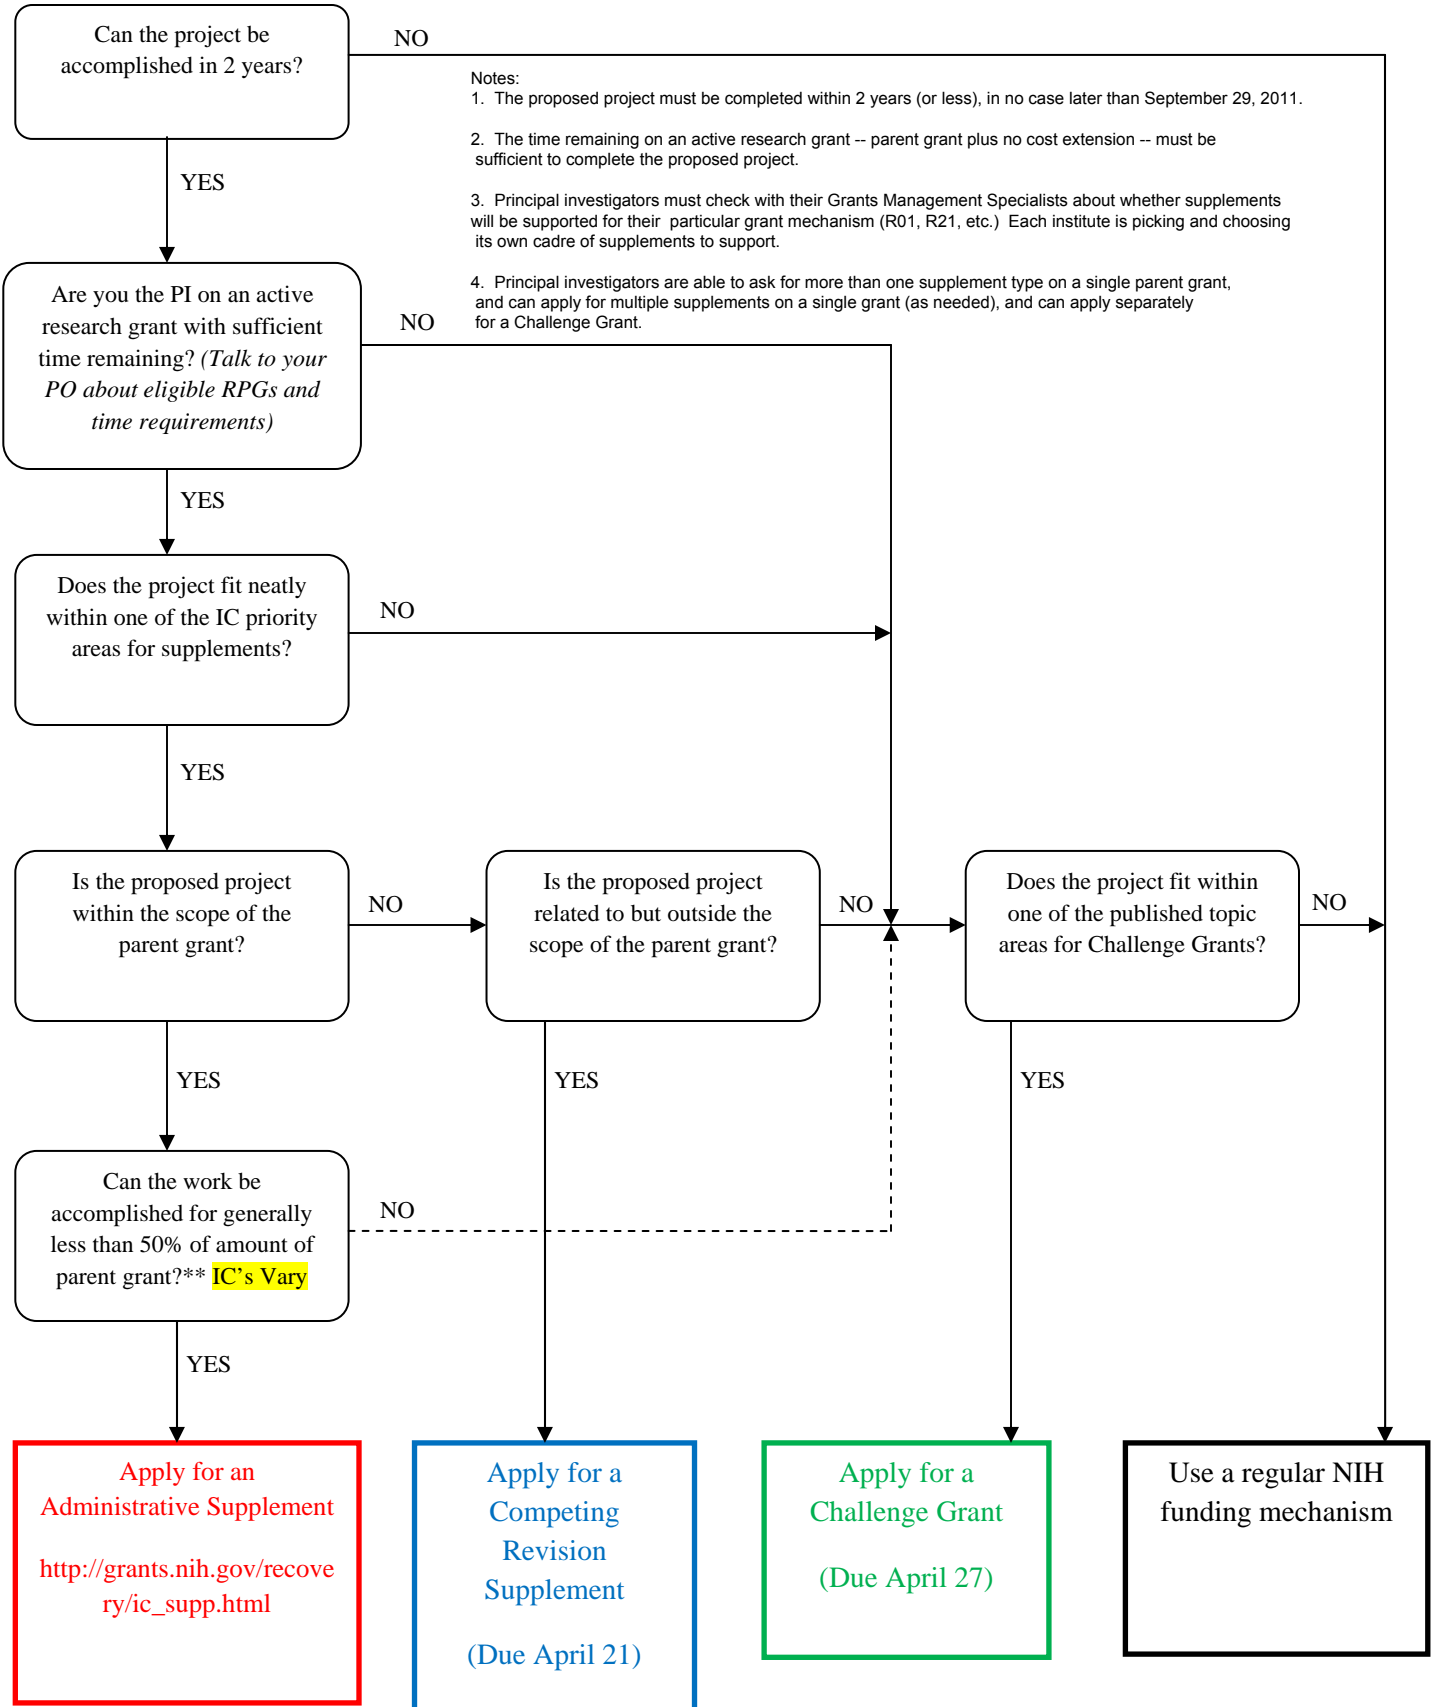 Can the project be
accomplished in 2 years?
NO
Notes:
1. The proposed project must be completed within 2 years (or less), in no case later than September 29, 2011.
2. The time remaining on an active research grant -- parent grant plus no cost extension -- must be
sufficient to complete the proposed project.
3. Principal investigators must check with their Grants Management Specialists about whether supplements
will be supported for their particular grant mechanism (R01, R21, etc.) Each institute is picking and choosing
its own cadre of supplements to support.
4. Principal investigators are able to ask for more than one supplement type on a single parent grant,
and can apply for multiple supplements on a single grant (as needed), and can apply separately
for a Challenge Grant.
YES
Are you the PI on an active
research grant with sufficient
time remaining? (Talk to your
PO about eligible RPGs and
time requirements)
NO
YES
Does the project fit neatly
within one of the IC priority
areas for supplements?
NO
YES
Is the proposed project
within the scope of the
parent grant?
NO
Is the proposed project
related to but outside the
scope of the parent grant?
NO
Does the project fit within
one of the published topic
areas for Challenge Grants?
NO
YES
YES
YES
Can the work be
accomplished for generally
less than 50% of amount of
parent grant?** IC's Vary
NO
YES
Apply for an
Administrative Supplement
http://grants.nih.gov/recove
ry/ic_supp.html
Apply for a
Competing
Revision
Supplement
(Due April 21)
Apply for a
Challenge Grant
(Due April 27)
Use a regular NIH
funding mechanism